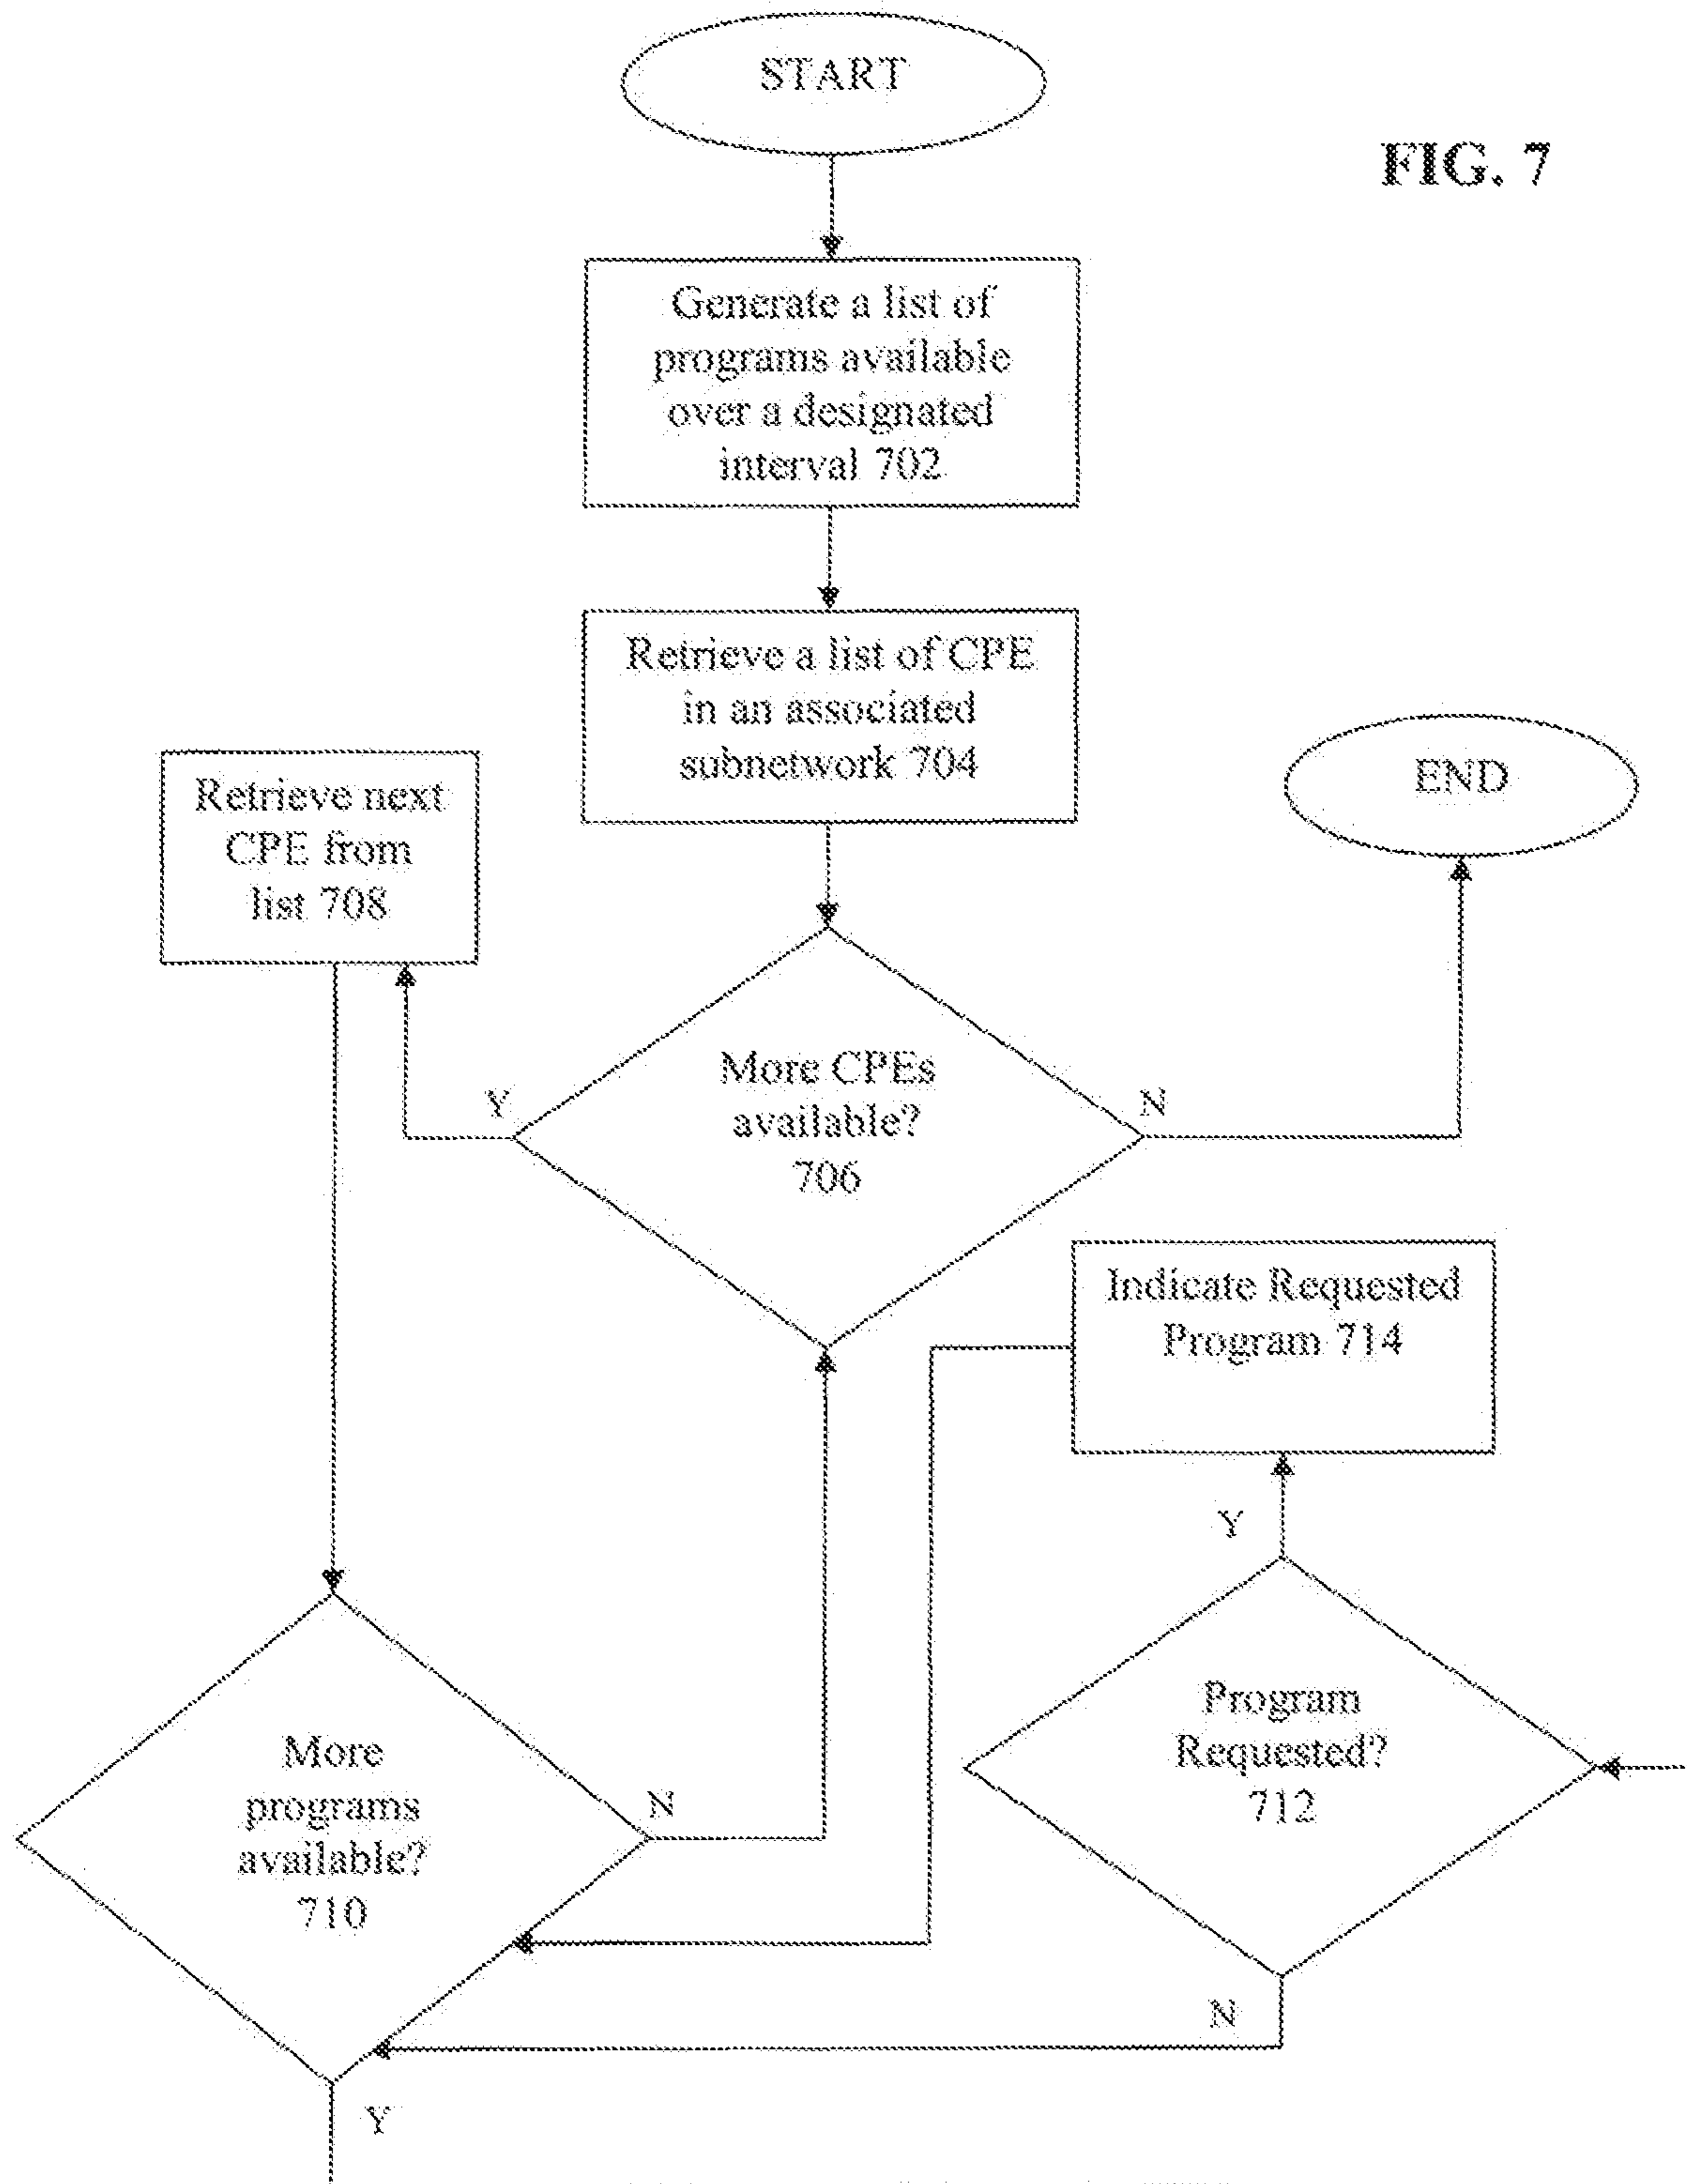 START
FIG. 7
Generate a list of
programs available
over a designated
interval 702
Retrieve a list of CPE
in an associated
subnetwork 704
END
Retrieve next
CPE from
list 708
More CPEs
available?
706
Y
N
Indicate Requested
Program 714
Y
Program
Requested?
712
N
More
programs
available?
710
N
Y